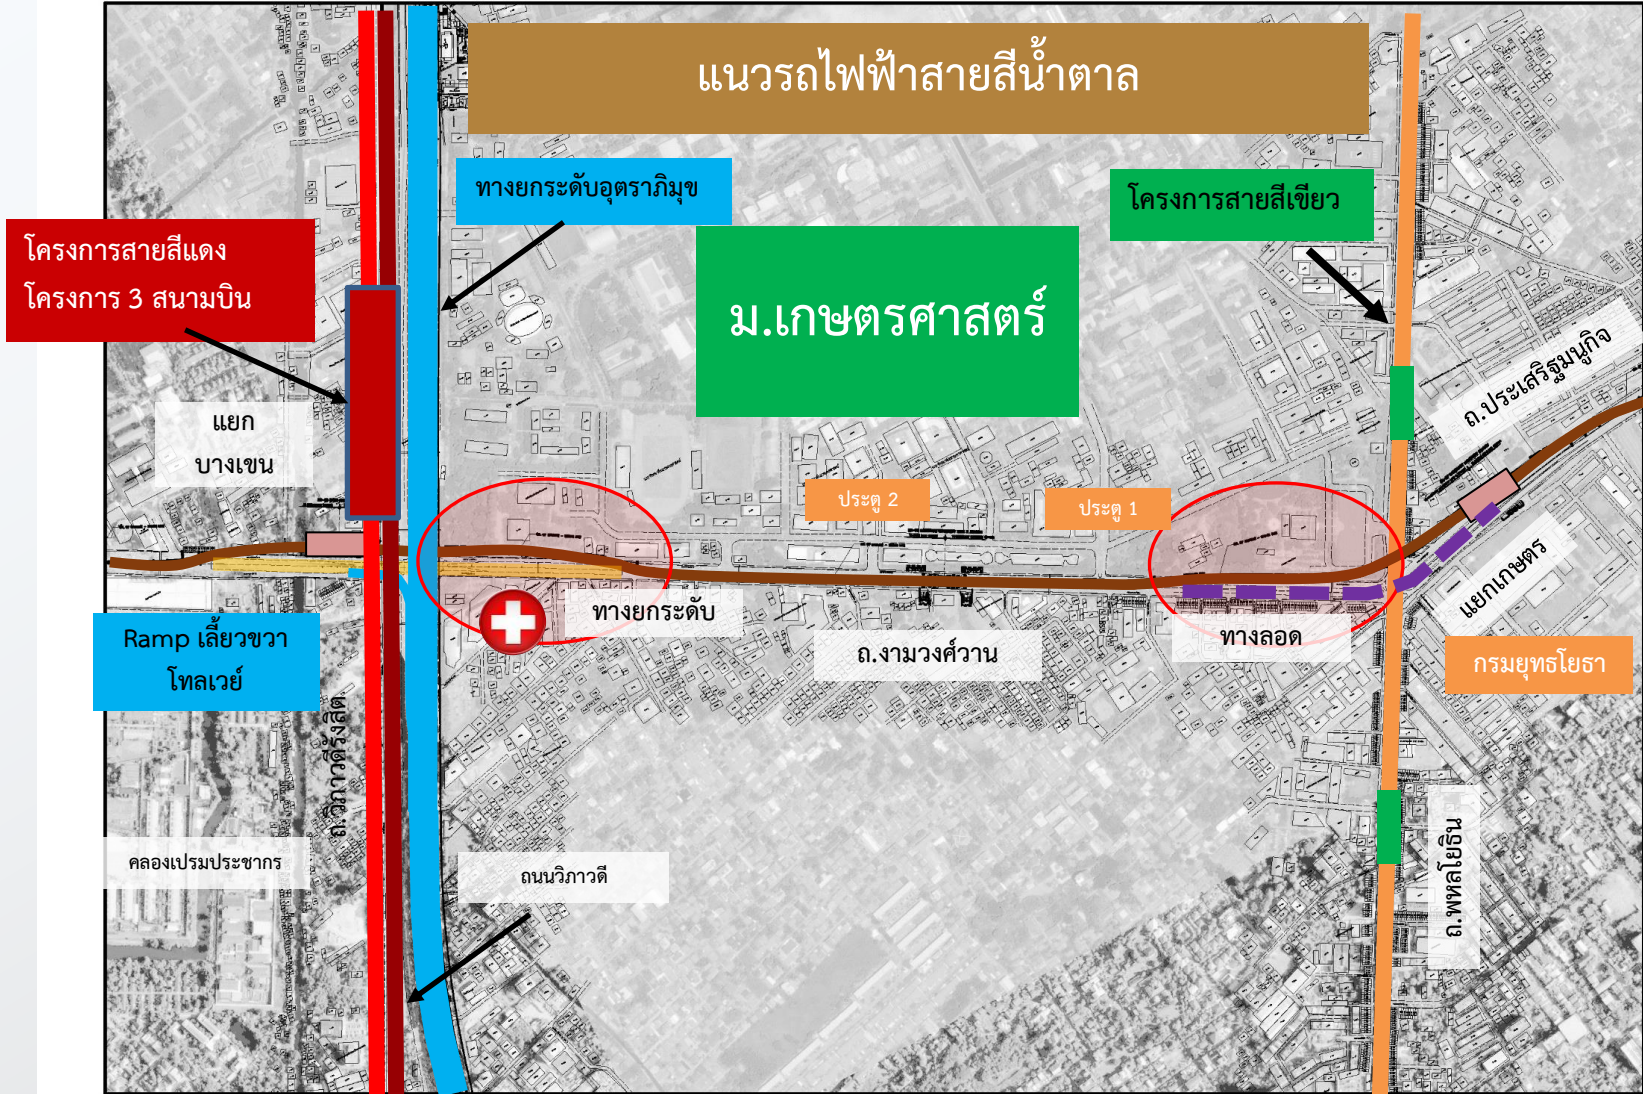 แนวรถไฟฟ้าสายสีน้ำตาล
ทางยกระดับอุตราภิมุข
โครงการสายสีเขียว
โครงการสายสีแดง
โครงการ 3 สนามบิน
ม.เกษตรศาสตร์
ถ.ประเสริฐมนูกิจ
แยก
บางเขน
ประตู 2
ประตู 1
แยกเกษตร
ทางยกระดับ
ทางลอด
Ramp เลี้ยวขวา
โทลเวย์
ถ.งามวงศ์วาน
กรมยุทธโยธา
ถ.วิภาวดีรังสิต
คลองเปรมประชากร
ถนนวิภาวดี
ถ.พหลโยธิน